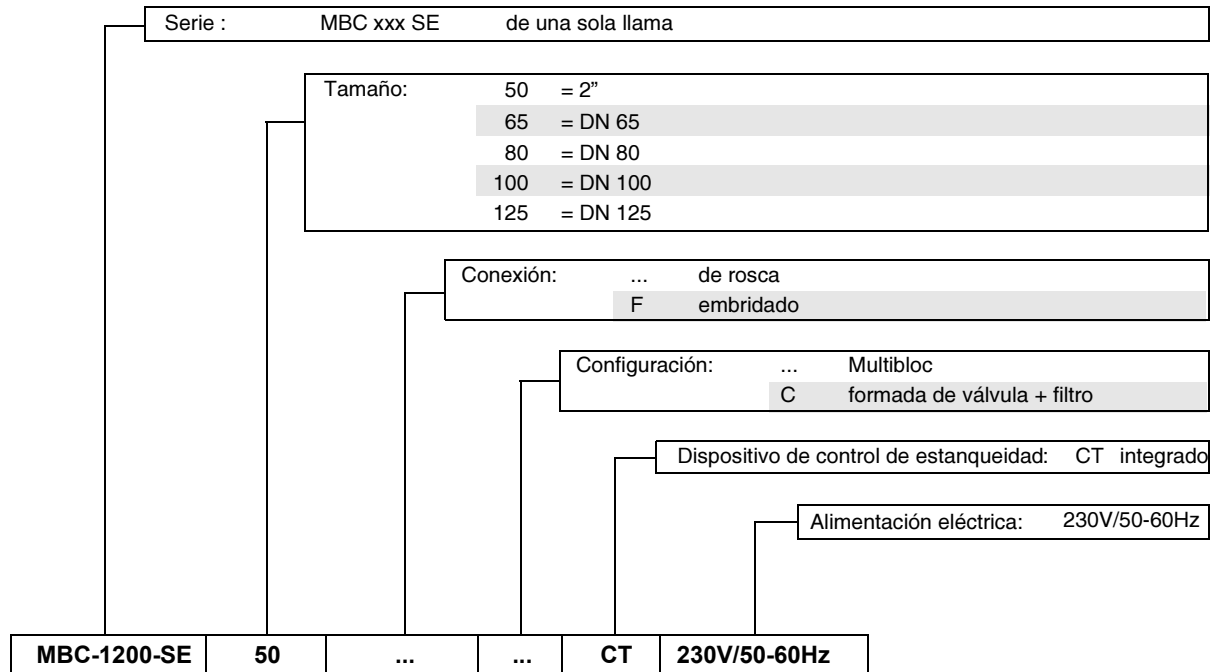 Serie : MBC xxx SE de una sola llama
Tamaño: 50 = 2”
65 = DN 65
80 = DN 80
100 = DN 100
125 = DN 125
Conexión: ... de rosca
F embridado
Configuración: ... Multibloc
C formada de válvula + filtro
Dispositivo de control de estanqueidad: CT integrado
Alimentación eléctrica: 230V/50-60Hz
MBC-1200-SE 50 ... ... CT 230V/50-60Hz